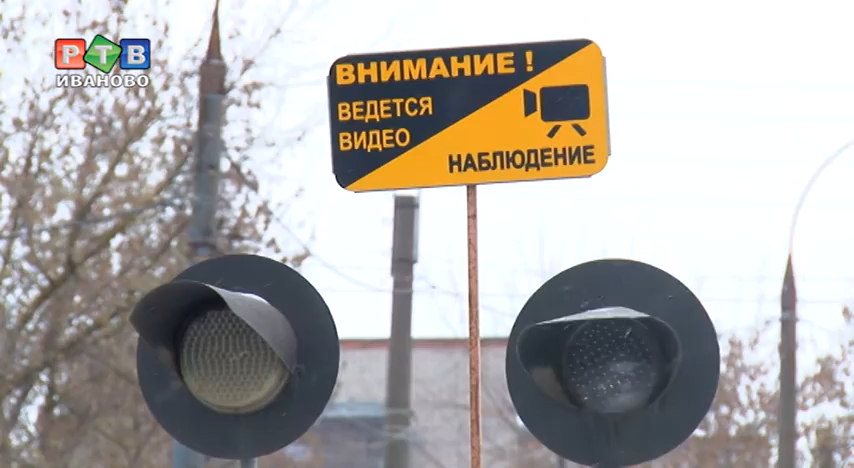 РТВ
ИВАНОВО
ВНИМАНИЕ !
ВЕДЕТСЯ
ВИДЕО
НАБЛЮДЕНИЕ